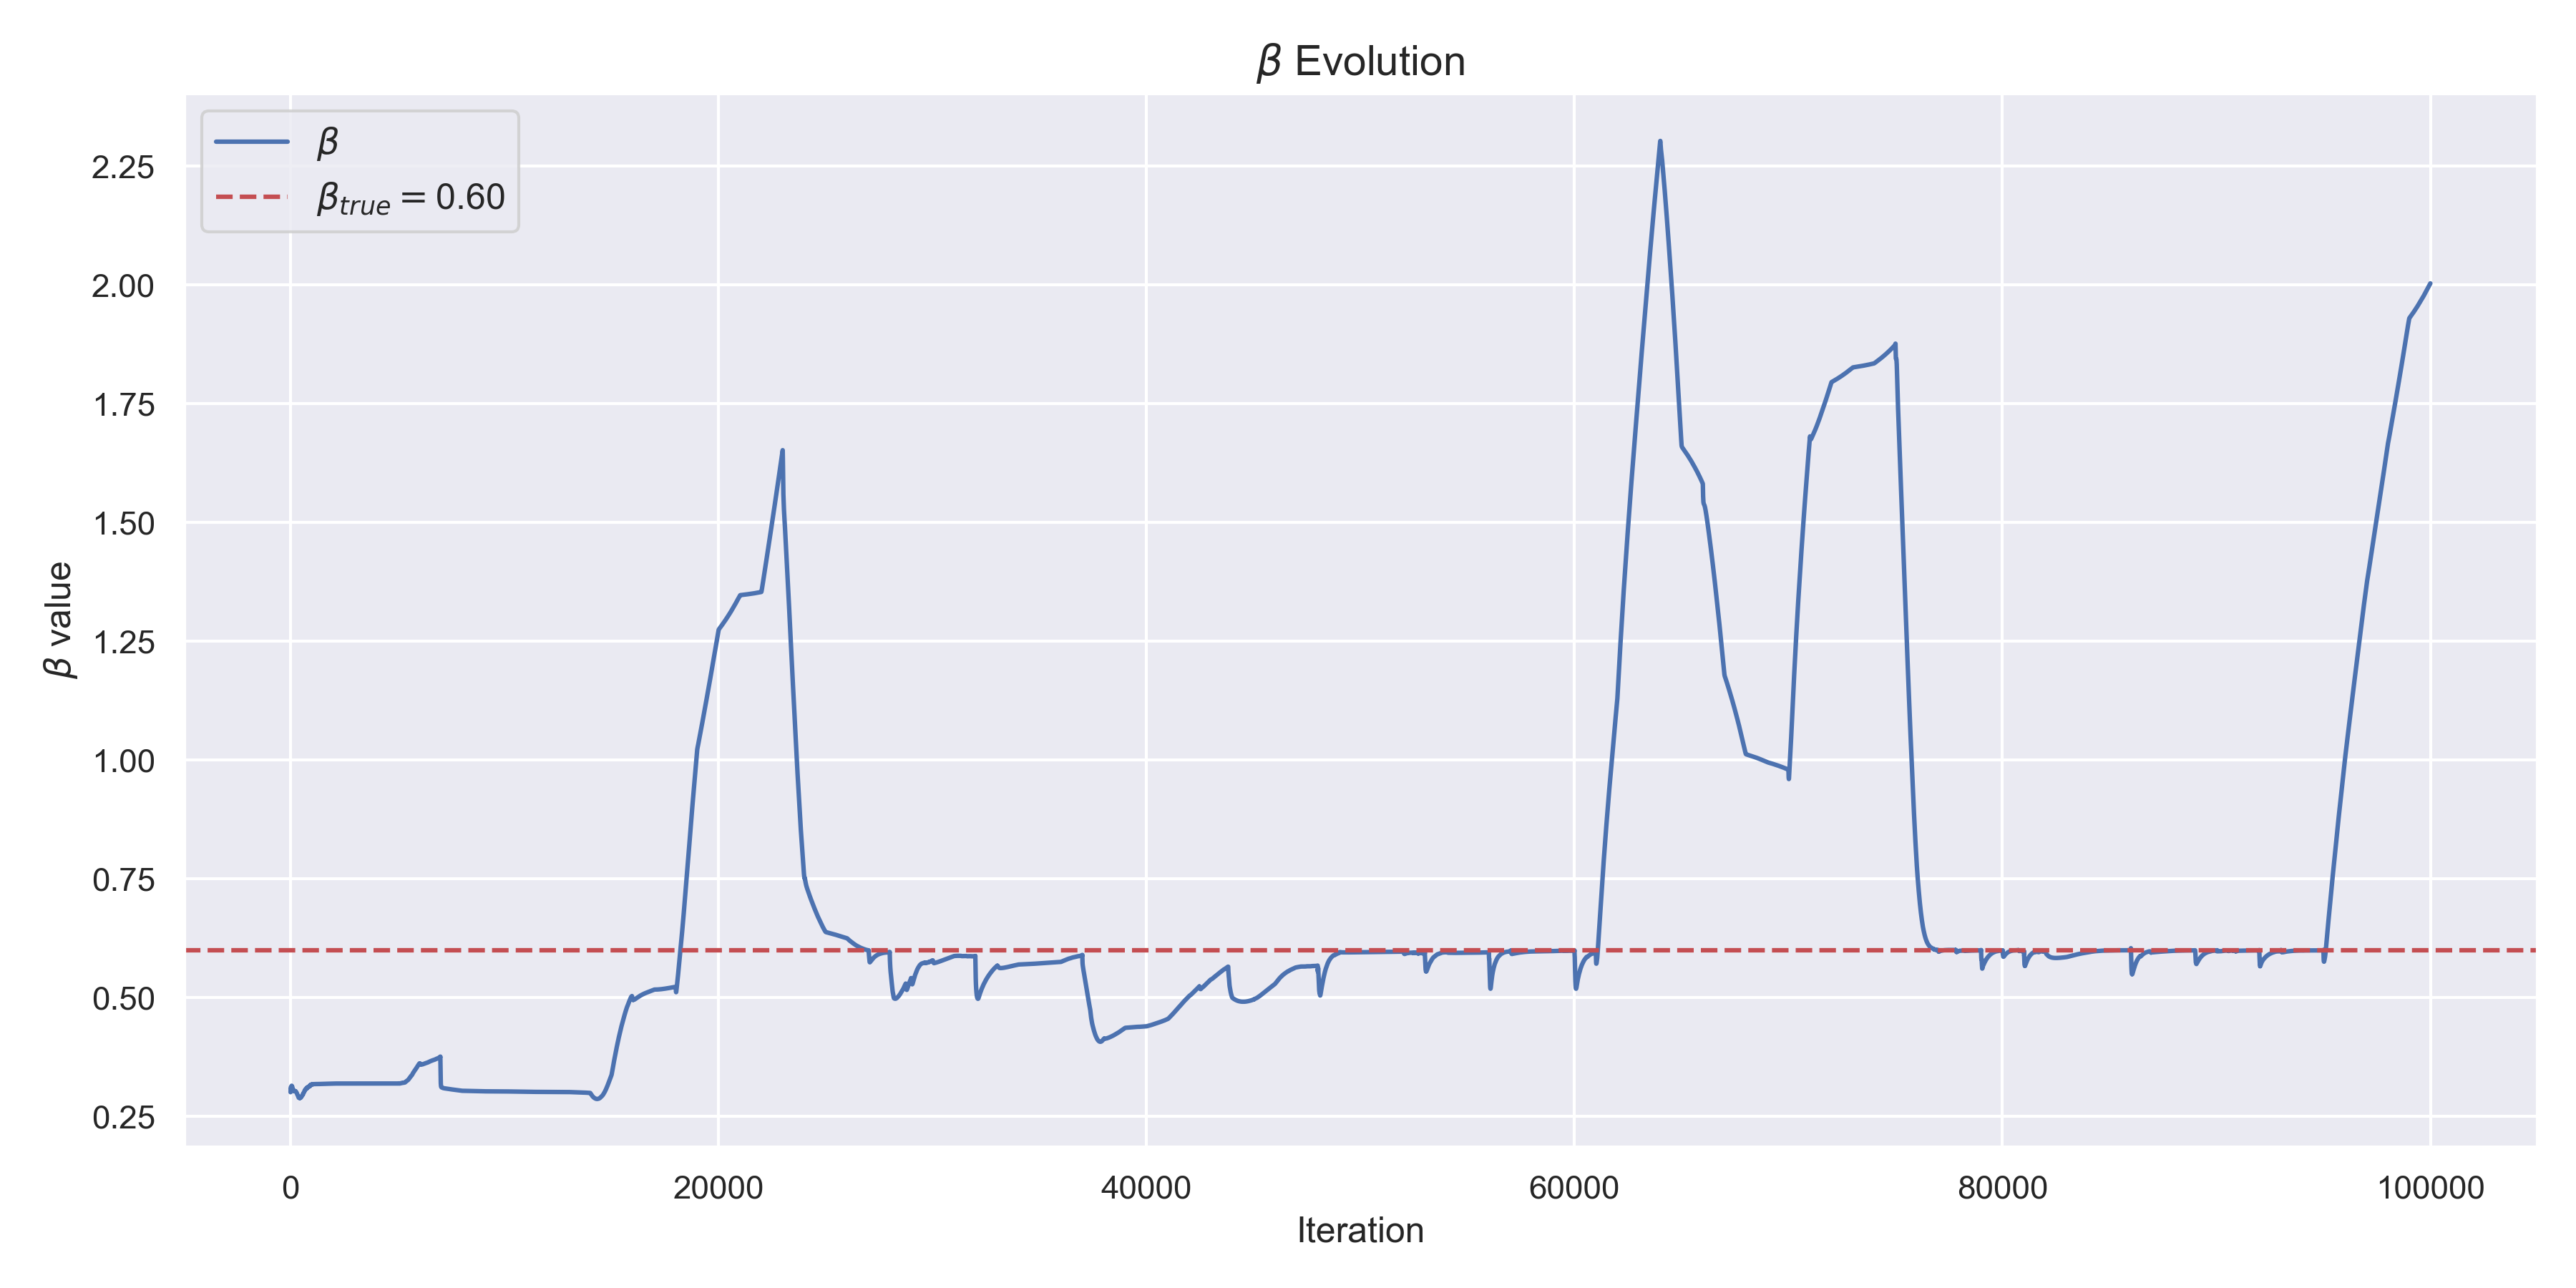 β Evolution
β
β_true = 0.60
2.25
2.00
1.75
1.50
1.25
1.00
0.75
0.50
0.25
β value
0 20000 40000 60000 80000 100000
Iteration